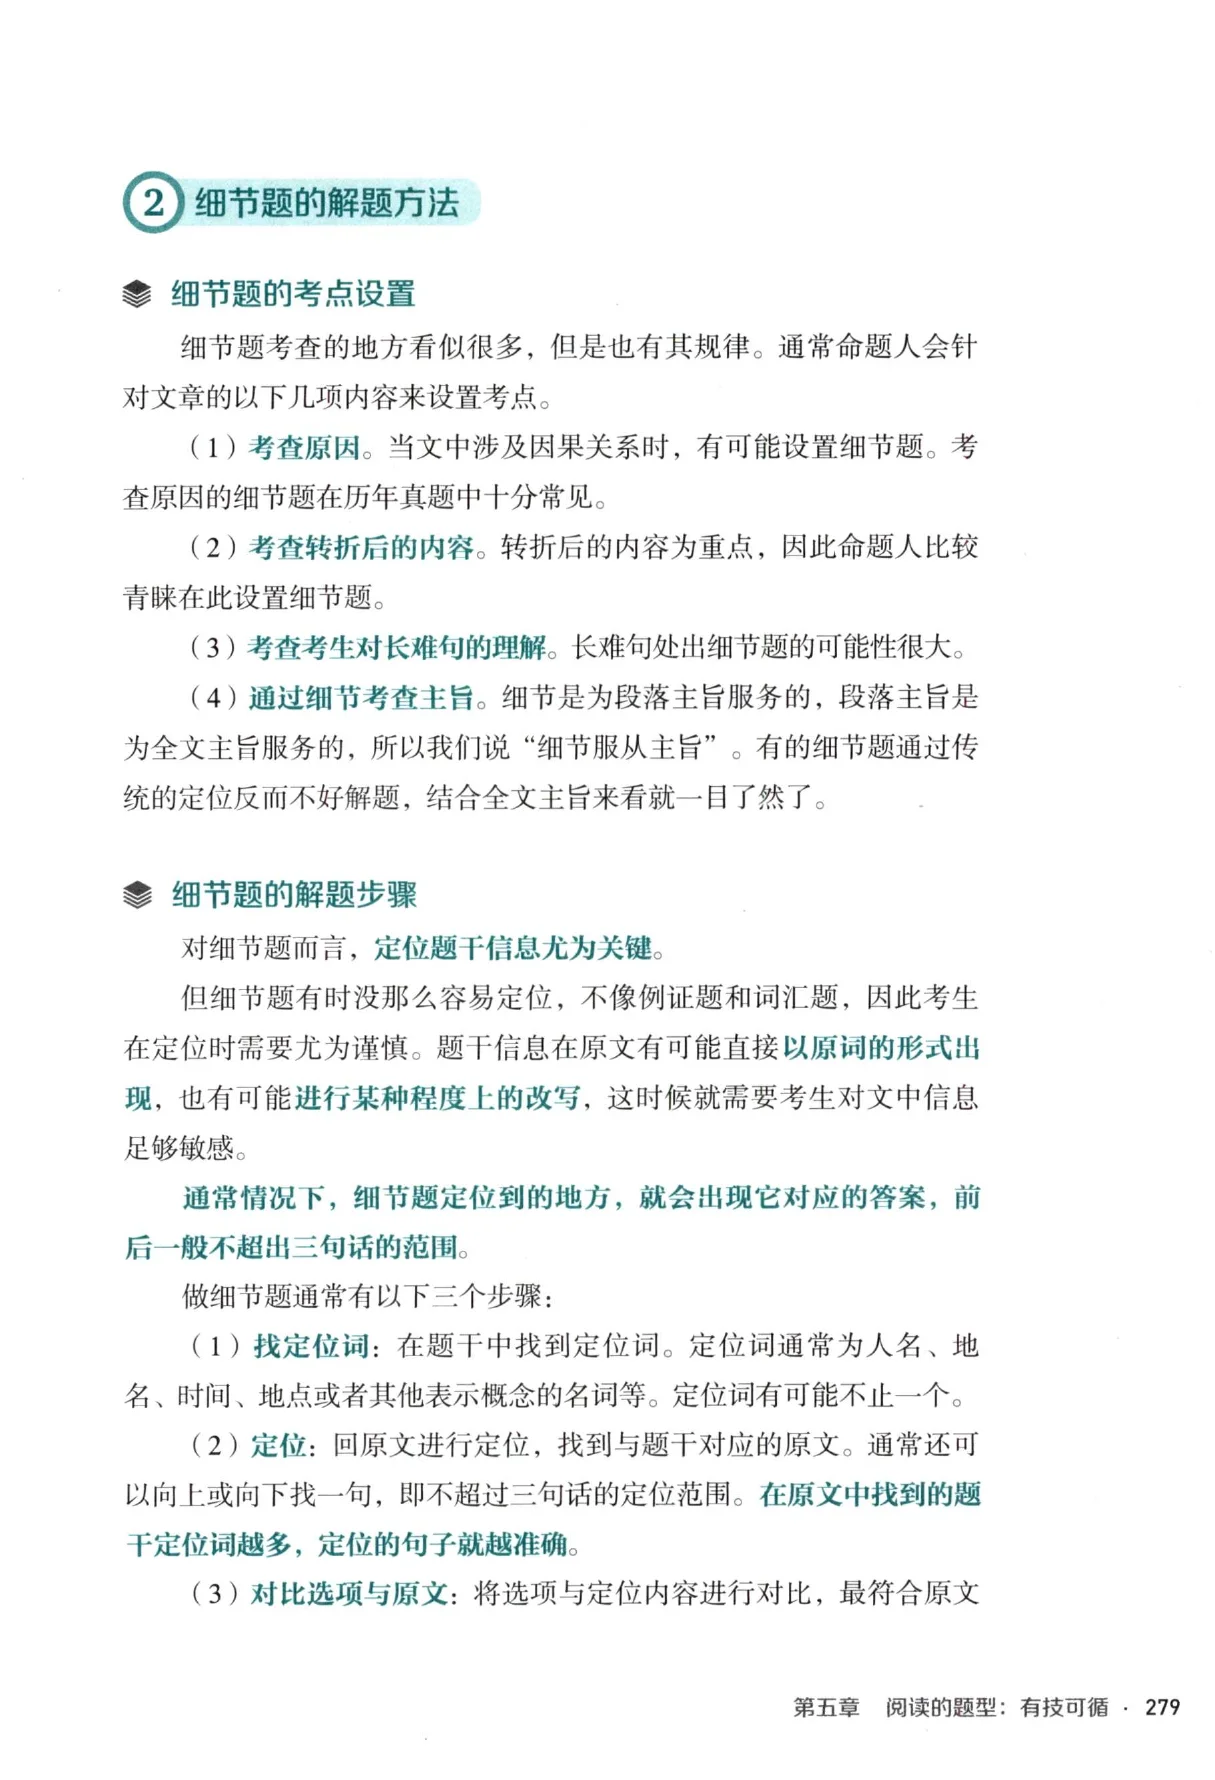 2 细节题的解题方法
细节题的考点设置
细节题考查的地方看似很多，但是也有其规律。通常命题人会针
对文章的以下几项内容来设置考点。
（1）考查原因。当文中涉及因果关系时，有可能设置细节题。考
查原因的细节题在历年真题中十分常见。
（2）考查转折后的内容。转折后的内容为重点，因此命题人比较
青睐在此设置细节题。
（3）考查考生对长难句的理解。长难句处出细节题的可能性很大。
（4）通过细节考查主旨。细节是为段落主旨服务的，段落主旨是
为全文主旨服务的，所以我们说“细节服从主旨”。有的细节题通过传
统的定位反而不好解题，结合全文主旨来看就一目了然了。
细节题的解题步骤
对细节题而言，定位题干信息尤为关键。
但细节题有时没那么容易定位，不像例证题和词汇题，因此考生
在定位时需要尤为谨慎。题干信息在原文有可能直接以原词的形式出
现，也有可能进行某种程度上的改写，这时候就需要考生对文中信息
足够敏感。
通常情况下，细节题定位到的地方，就会出现它对应的答案，前
后一般不超出三句话的范围。
做细节题通常有以下三个步骤：
（1）找定位词：在题干中找到定位词。定位词通常为人名、地
名、时间、地点或者其他表示概念的名词等。定位词有可能不止一个。
（2）定位：回原文进行定位，找到与题干对应的原文。通常还可
以向上或向下找一句，即不超过三句话的定位范围。在原文中找到的题
干定位词越多，定位的句子就越准确。
（3）对比选项与原文：将选项与定位内容进行对比，最符合原文
第五章 阅读的题型：有技可循 · 279